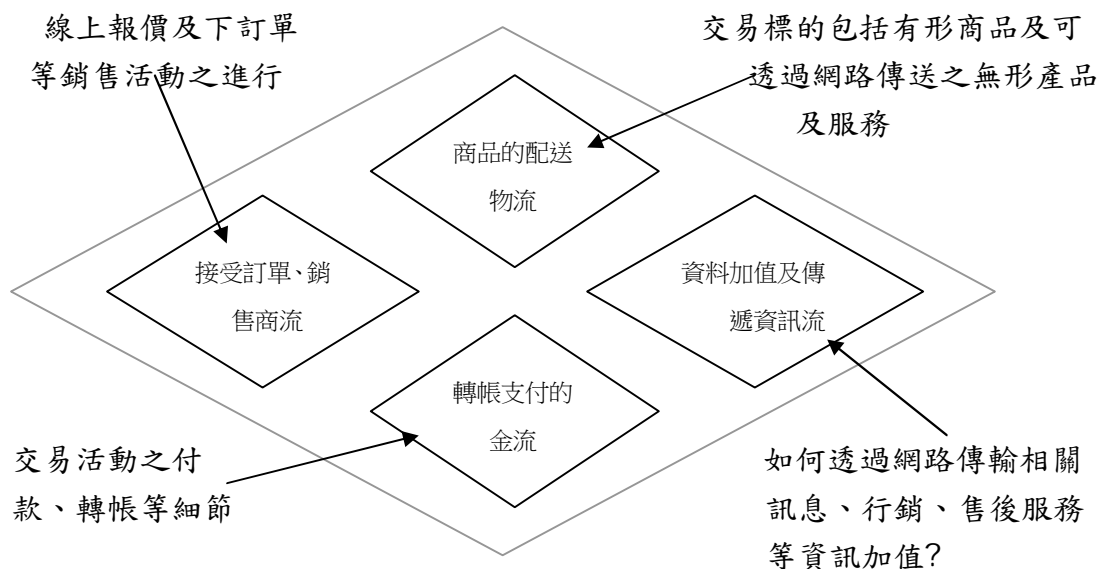 線上報價及下訂單
等銷售活動之進行
交易標的包括有形商品及可
透過網路傳送之無形產品
及服務
商品的配送
物流
接受訂單、銷
售商流
資料加值及傳
遞資訊流
轉帳支付的
金流
交易活動之付
款、轉帳等細節
如何透過網路傳輸相關
訊息、行銷、售後服務
等資訊加值?